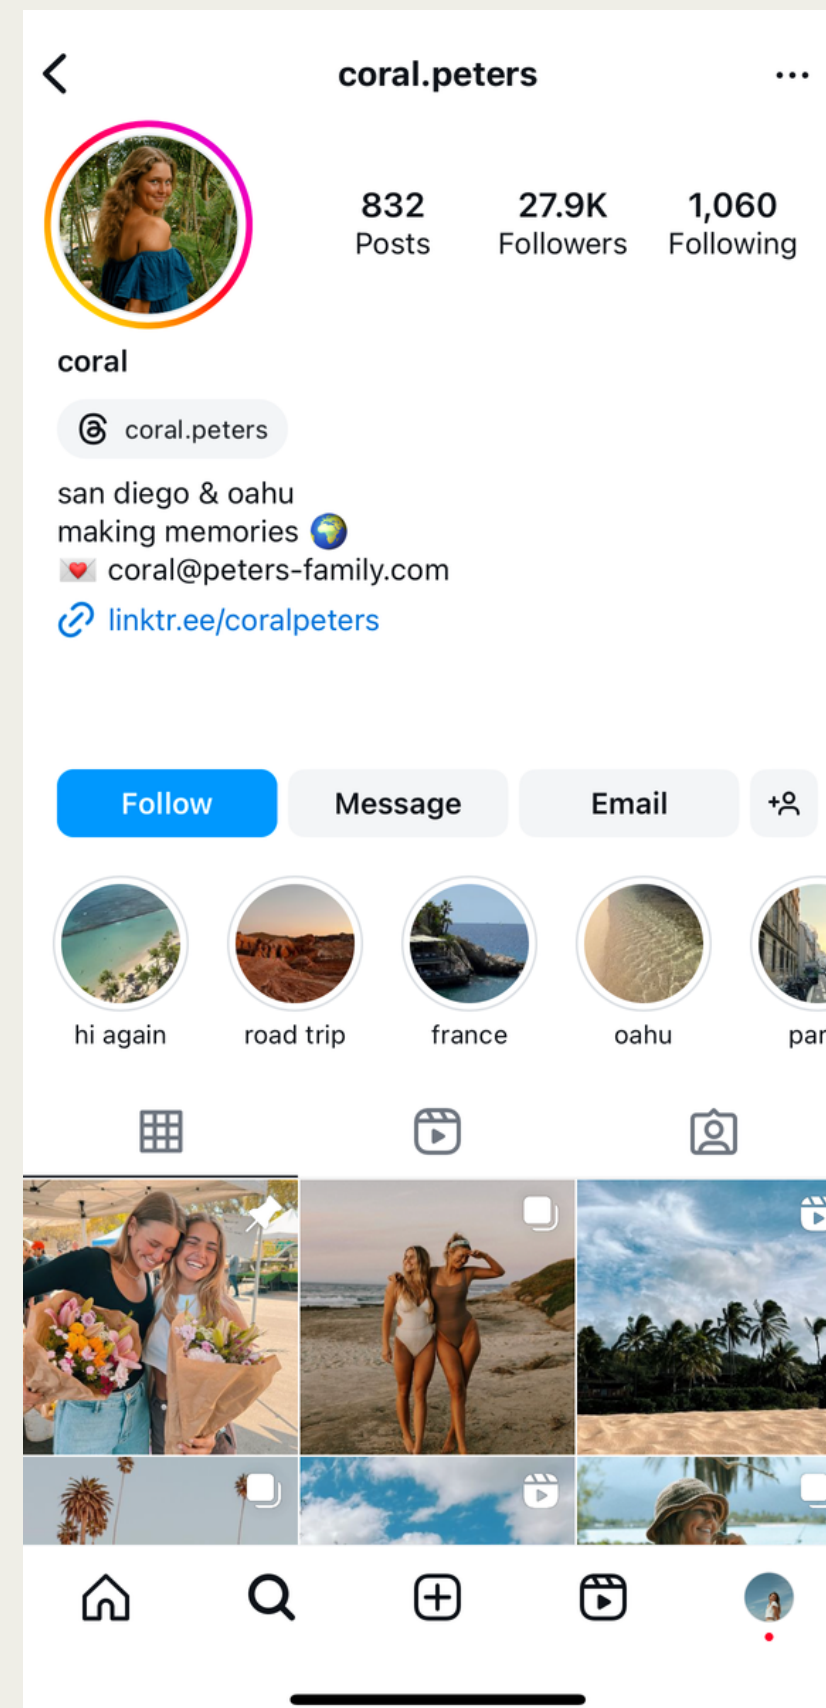 coral.peters
832 27.9K 1,060
Posts Followers Following
coral
coral.peters
san diego & oahu
making memories 🌍
💌 coral@peters-family.com
linktr.ee/coralpeters
Follow Message Email
hi again road trip france oahu par